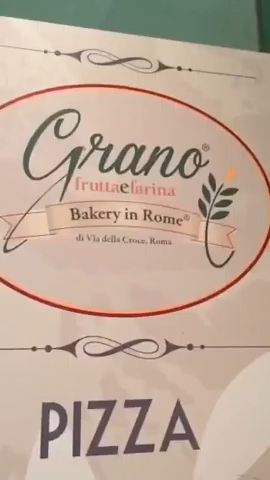 Grano®
fruttaefarina
Bakery in Rome®
di Via della Croce, Roma
PIZZA